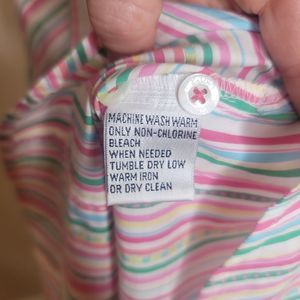 MACHINE WASH WARM
ONLY NON-CHLORINE
BLEACH
WHEN NEEDED
TUMBLE DRY LOW
WARM IRON
OR DRY CLEAN